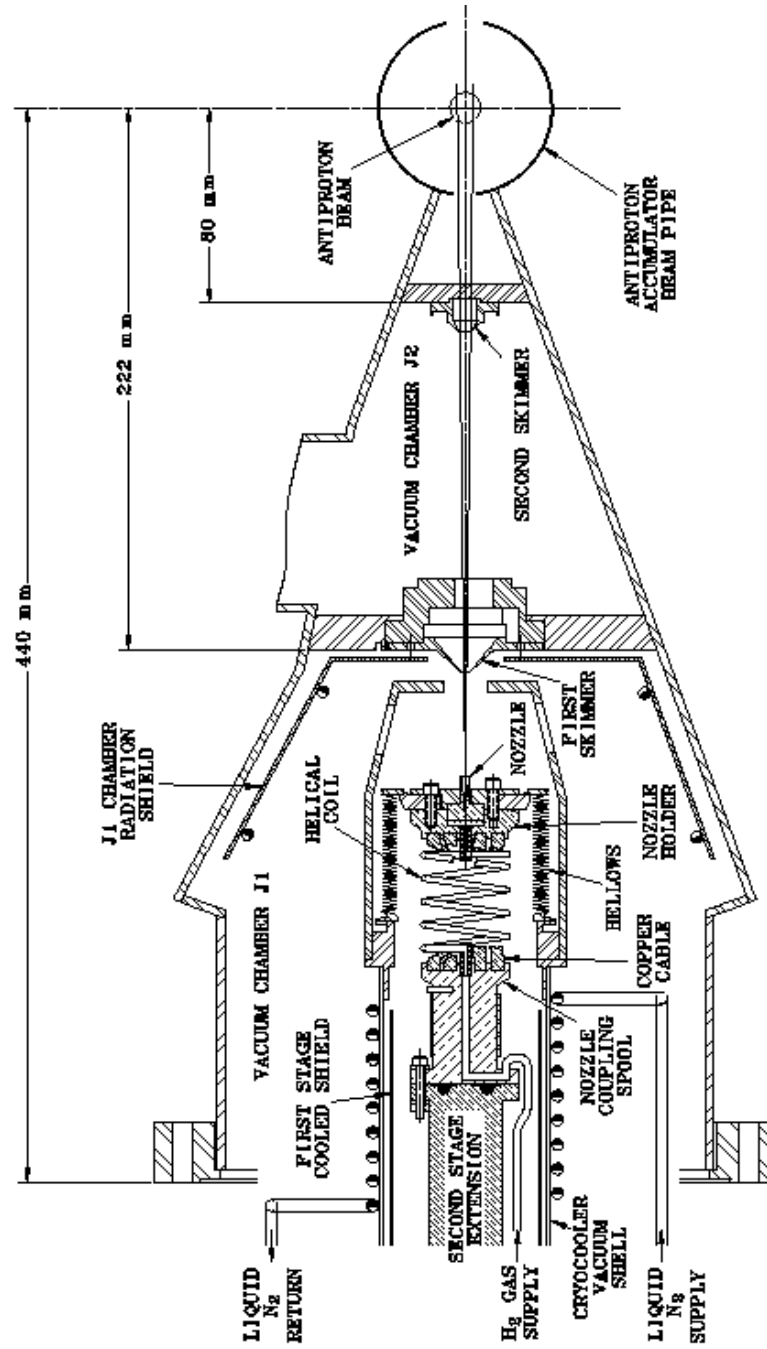 440 mm
222 mm
80 mm
ANTIPROTON
BEAM
ANTIPROTON
ACCUMULATOR
BEAM PIPE
VACUUM CHAMBER J2
SECOND SKIMMER
J1 CHAMBER
RADIATION
SHIELD
HELICAL
COIL
NOZZLE
FIRST
SKIMMER
NOZZLE
HOLDER
HELLOWS
COPPER
CABLE
VACUUM CHAMBER J1
FIRST STAGE
COOLED SHIELD
NOZZLE
COUPLING
SPOOL
SECOND STAGE
EXTENSION
CRYOCOOLER
VACUUM
SHELL
LIQUID
N2
RETURN
H2 GAS
SUPPLY
LIQUID
N2
SUPPLY